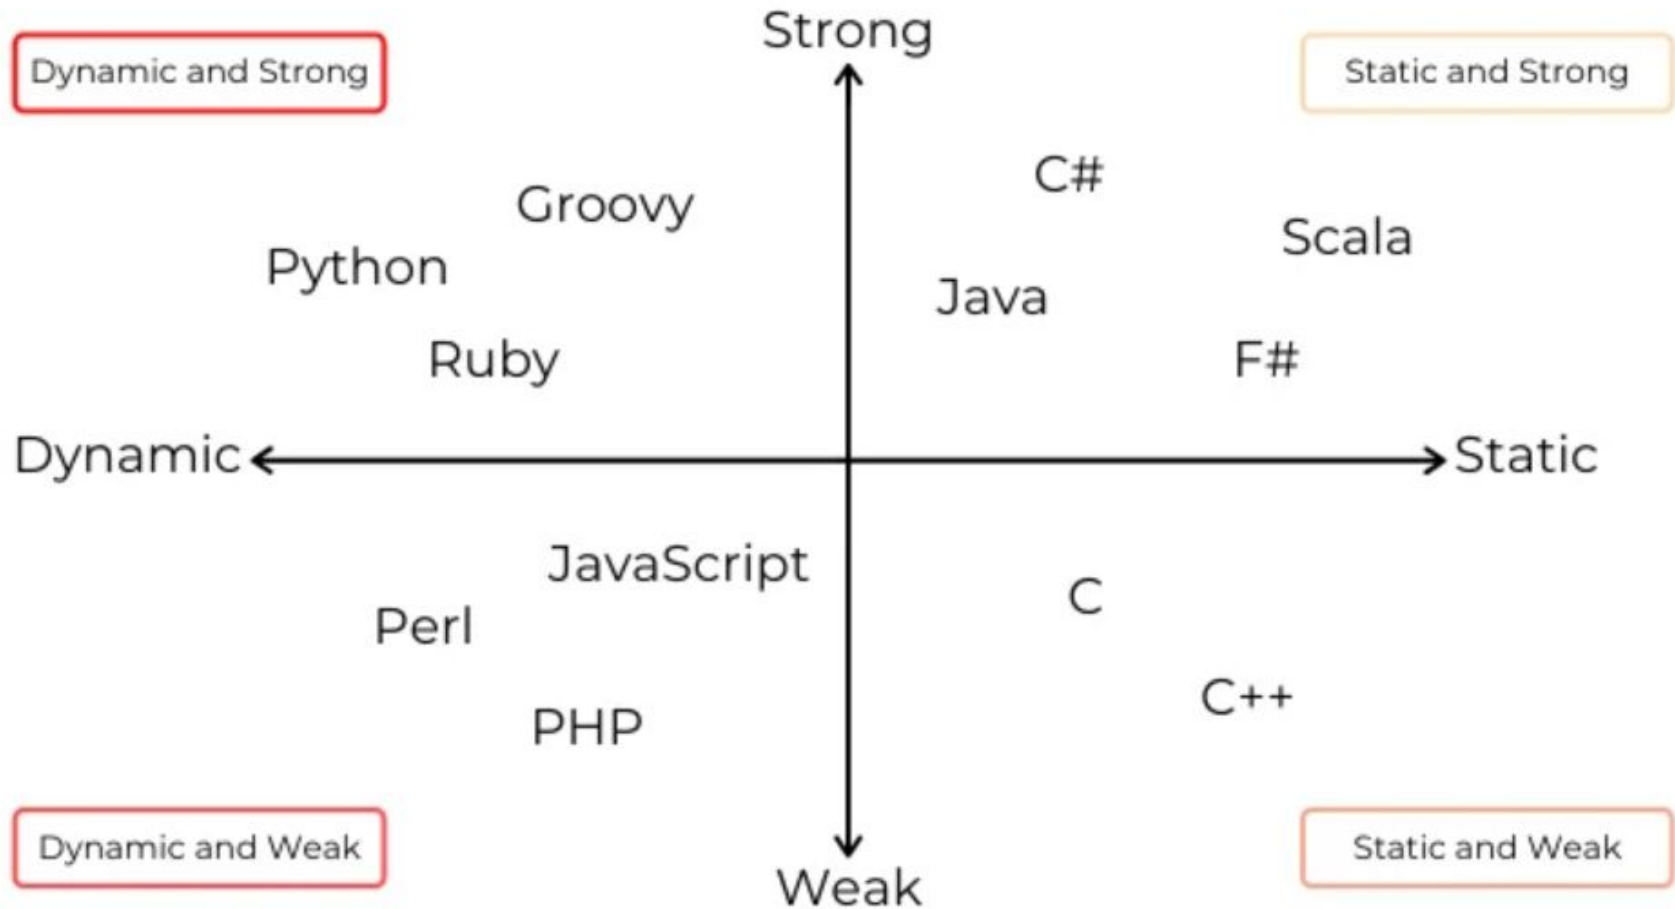 Strong
Dynamic and Strong
Static and Strong
C#
Groovy
Scala
Python
Java
Ruby
F#
Dynamic
Static
JavaScript
C
Perl
C++
PHP
Dynamic and Weak
Static and Weak
Weak